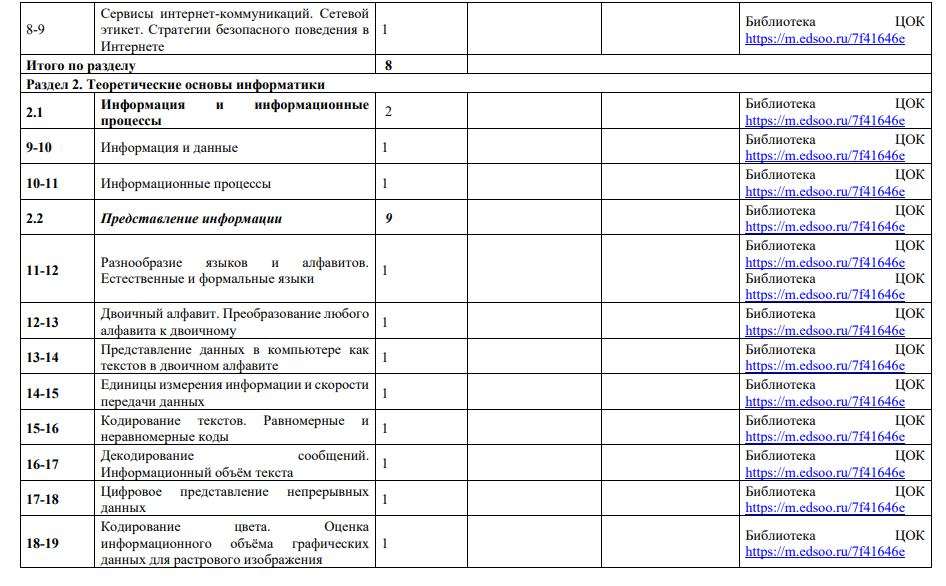 8-9
Сервисы интернет-коммуникаций. Сетевой
этикет. Стратегии безопасного поведения в
Интернете
1
Библиотека ЦОК
https://m.edsoo.ru/7f41646e
Итого по разделу
8
Раздел 2. Теоретические основы информатики
2.1
Информация и информационные
процессы
2
Библиотека ЦОК
https://m.edsoo.ru/7f41646e
9-10
Информация и данные
1
Библиотека ЦОК
https://m.edsoo.ru/7f41646e
10-11
Информационные процессы
1
Библиотека ЦОК
https://m.edsoo.ru/7f41646e
2.2
Представление информации
9
Библиотека ЦОК
https://m.edsoo.ru/7f41646e
11-12
Разнообразие языков и алфавитов.
Естественные и формальные языки
1
Библиотека ЦОК
https://m.edsoo.ru/7f41646e
Библиотека ЦОК
https://m.edsoo.ru/7f41646e
12-13
Двоичный алфавит. Преобразование любого
алфавита к двоичному
1
Библиотека ЦОК
https://m.edsoo.ru/7f41646e
13-14
Представление данных в компьютере как
текстов в двоичном алфавите
1
Библиотека ЦОК
https://m.edsoo.ru/7f41646e
14-15
Единицы измерения информации и скорости
передачи данных
1
Библиотека ЦОК
https://m.edsoo.ru/7f41646e
15-16
Кодирование текстов. Равномерные и
неравномерные коды
1
Библиотека ЦОК
https://m.edsoo.ru/7f41646e
16-17
Декодирование сообщений.
Информационный объём текста
1
Библиотека ЦОК
https://m.edsoo.ru/7f41646e
17-18
Цифровое представление непрерывных
данных
1
Библиотека ЦОК
https://m.edsoo.ru/7f41646e
18-19
Кодирование цвета. Оценка
информационного объёма графических
данных для растрового изображения
1
Библиотека ЦОК
https://m.edsoo.ru/7f41646e